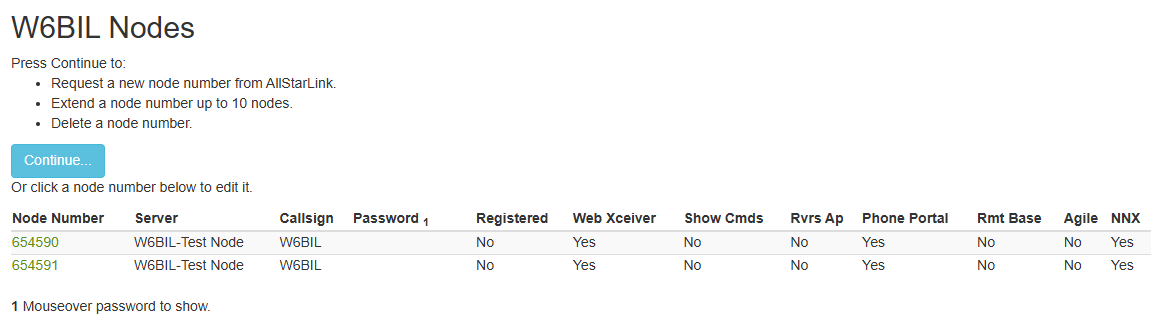 W6BIL Nodes
Press Continue to:
• Request a new node number from AllStarLink.
• Extend a node number up to 10 nodes.
• Delete a node number.
Continue...
Or click a node number below to edit it.
Node Number Server Callsign Password 1 Registered Web Xceiver Show Cmds Rvrs Ap Phone Portal Rmt Base Agile NNX
654590 W6BIL-Test Node W6BIL No Yes No No Yes No No Yes
654591 W6BIL-Test Node W6BIL No Yes No No Yes No No Yes
1 Mouseover password to show.